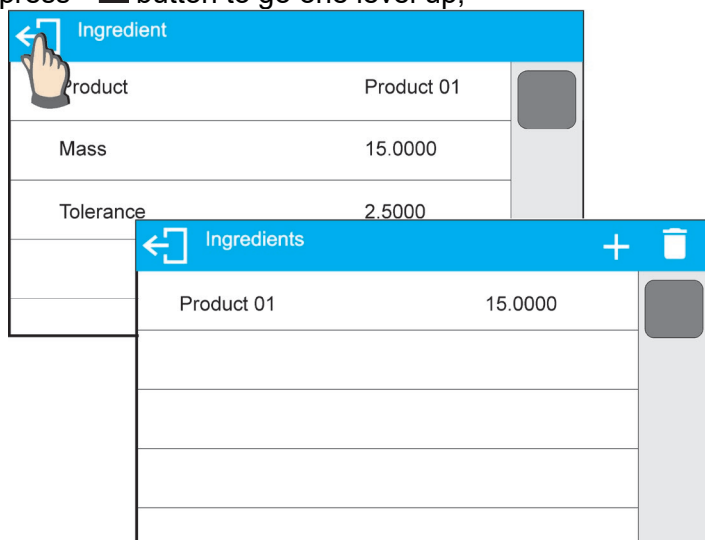 press button to go one level up;
Ingredient
Product Product 01
Mass 15.0000
Tolerance 2.5000
Ingredients
Product 01 15.0000